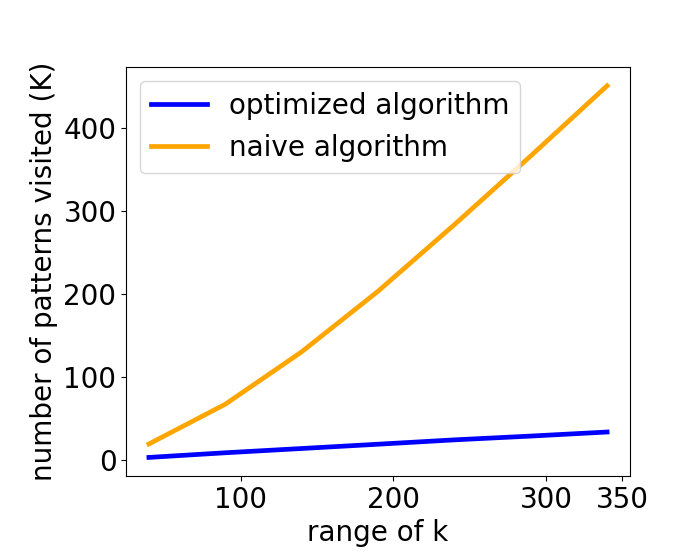 optimized algorithm
naive algorithm
number of patterns visited (K)
400
300
200
100
0
100 200 300 350
range of k